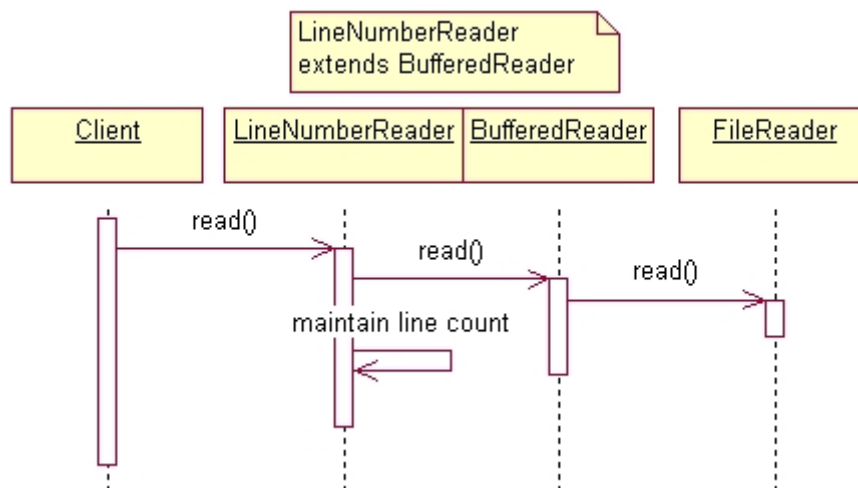 LineNumberReader
extends BufferedReader
Client
LineNumberReader
BufferedReader
FileReader
read()
read()
read()
maintain line count